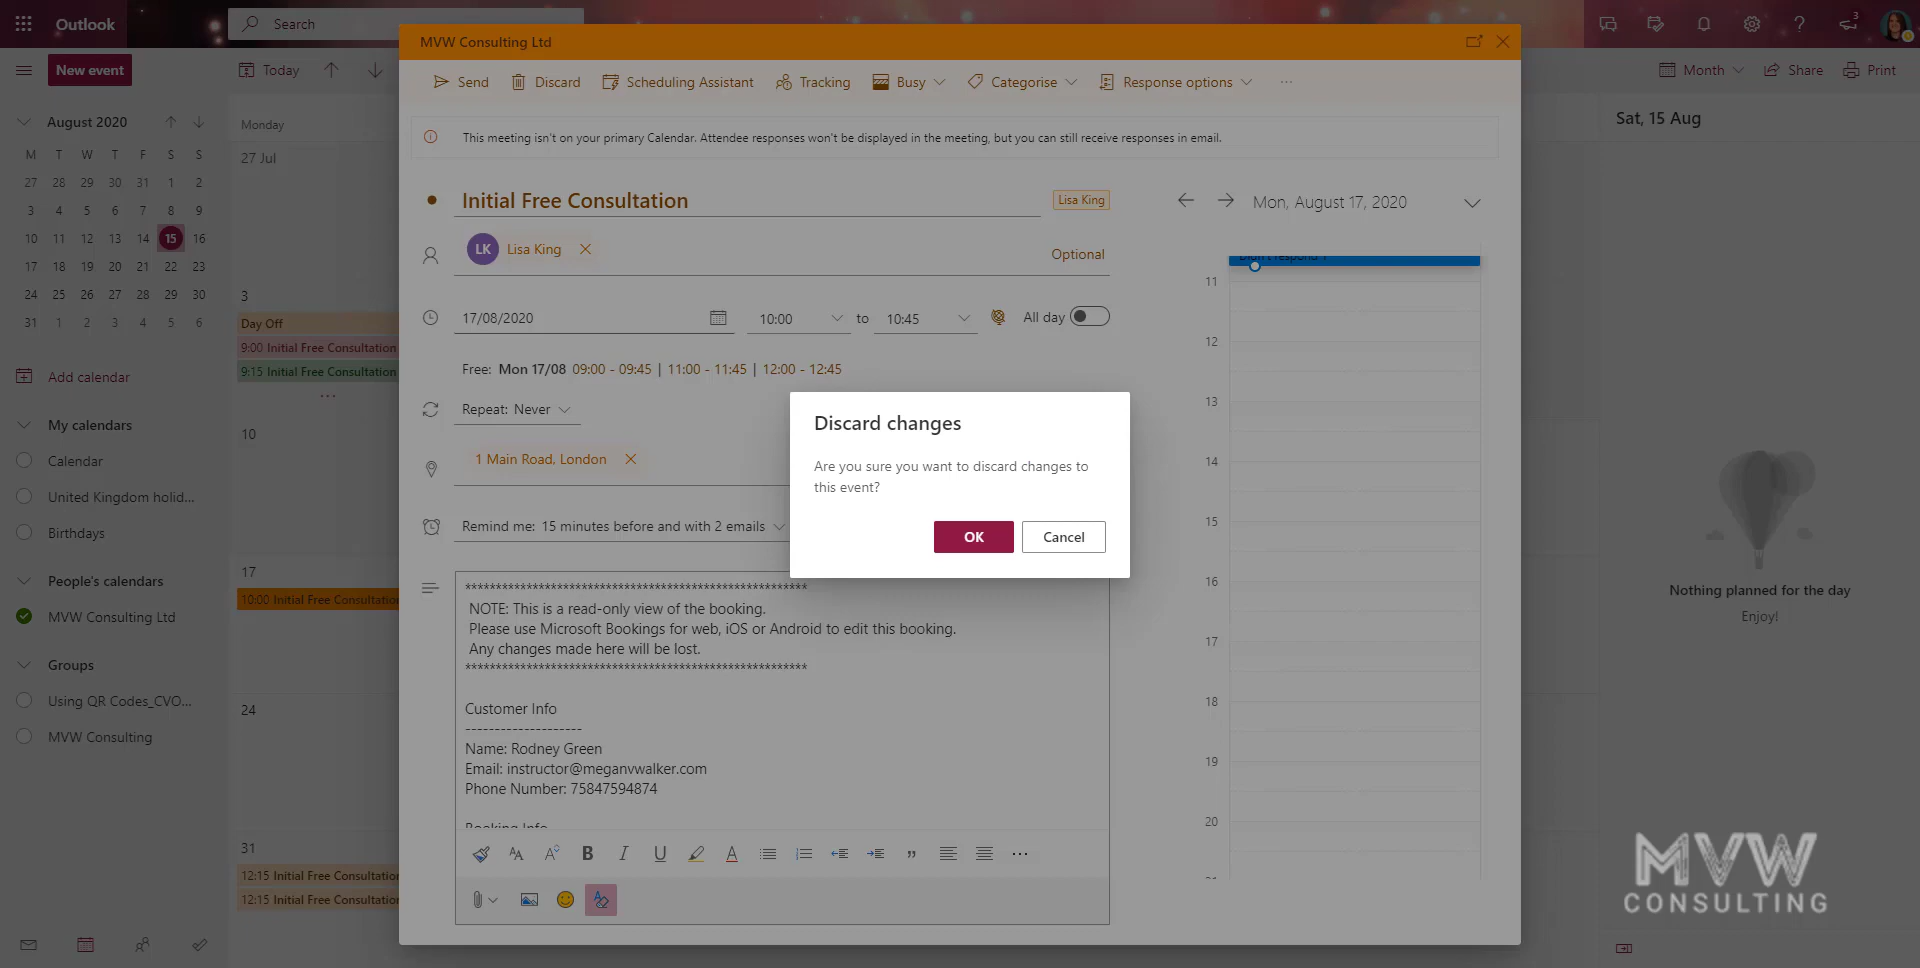 Outlook
Search
3
MVW Consulting Ltd
New event
Today
Send
Discard
Scheduling Assistant
Tracking
Busy
Categorise
Response options
Month
Share
Print
This meeting isn't on your primary Calendar. Attendee responses won't be displayed in the meeting, but you can still receive responses in email.
August 2020
M T W T F S S
27 28 29 30 31 1 2
3 4 5 6 7 8 9
10 11 12 13 14 15 16
17 18 19 20 21 22 23
24 25 26 27 28 29 30
31 1 2 3 4 5 6
Add calendar
My calendars
Calendar
United Kingdom holid...
Birthdays
People's calendars
MVW Consulting Ltd
Groups
Using QR Codes_CVO...
MVW Consulting
Monday
27 Jul
3
Day Off
9:00 Initial Free Consultation
9:15 Initial Free Consultation
10
17
10:00 Initial Free Consultation
24
31
12:15 Initial Free Consultation
12:15 Initial Free Consultation
Initial Free Consultation
Lisa King
LK Lisa King
Optional
17/08/2020
10:00
to
10:45
All day
Free: Mon 17/08 09:00 - 09:45 | 11:00 - 11:45 | 12:00 - 12:45
Repeat: Never
1 Main Road, London
Remind me: 15 minutes before and with 2 emails
*********************************************************
NOTE: This is a read-only view of the booking.
Please use Microsoft Bookings for web, iOS or Android to edit this booking.
Any changes made here will be lost.
*********************************************************
Customer Info
--------------------
Name: Rodney Green
Email: instructor@meganvwalker.com
Phone Number: 75847594874
Booking Info
Discard changes
Are you sure you want to discard changes to
this event?
OK
Cancel
Mon, August 17, 2020
Didn't respond 1
11
12
13
14
15
16
17
18
19
20
21
Sat, 15 Aug
Nothing planned for the day
Enjoy!
MVW
CONSULTING